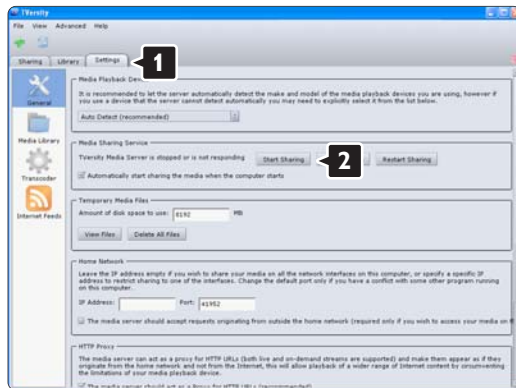 TVersity
File View Advanced Help
Sharing Library Settings
1
General
Media Library
Transcoder
Internet Feeds
Media Playback Dev
It is recommended to let the server automatically detect the make and model of the media playback devices you are using, however if
you use a device that the server cannot detect automatically you may need to explicitly select it from the list below.
Auto Detect (recommended)
Media Sharing Service
TVersity Media Server is stopped or is not responding Start Sharing 2 Restart Sharing
Automatically start sharing the media when the computer starts
Temporary Media Files
Amount of disk space to use: 8192 MB
View Files Delete All Files
Home Network
Leave the IP address empty if you wish to share your media on all the network interfaces on this computer, or specify a specific IP
address to restrict sharing to one of the interfaces. Change the default port only if you have a conflict with some other program running
on this computer.
IP Address: Port: 41952
The media server should accept requests originating from outside the home network (required only if you wish to access your media on
HTTP Proxy
The media server can act as a proxy for HTTP URLs (both live and on-demand streams are supported) and make them appear as if they
originate from the home network and not from the Internet, this will allow playback of a wider range of Internet content by circumventing
the limitations of your media playback device.
The media server should act as a Proxy for HTTP URLs (recommended)